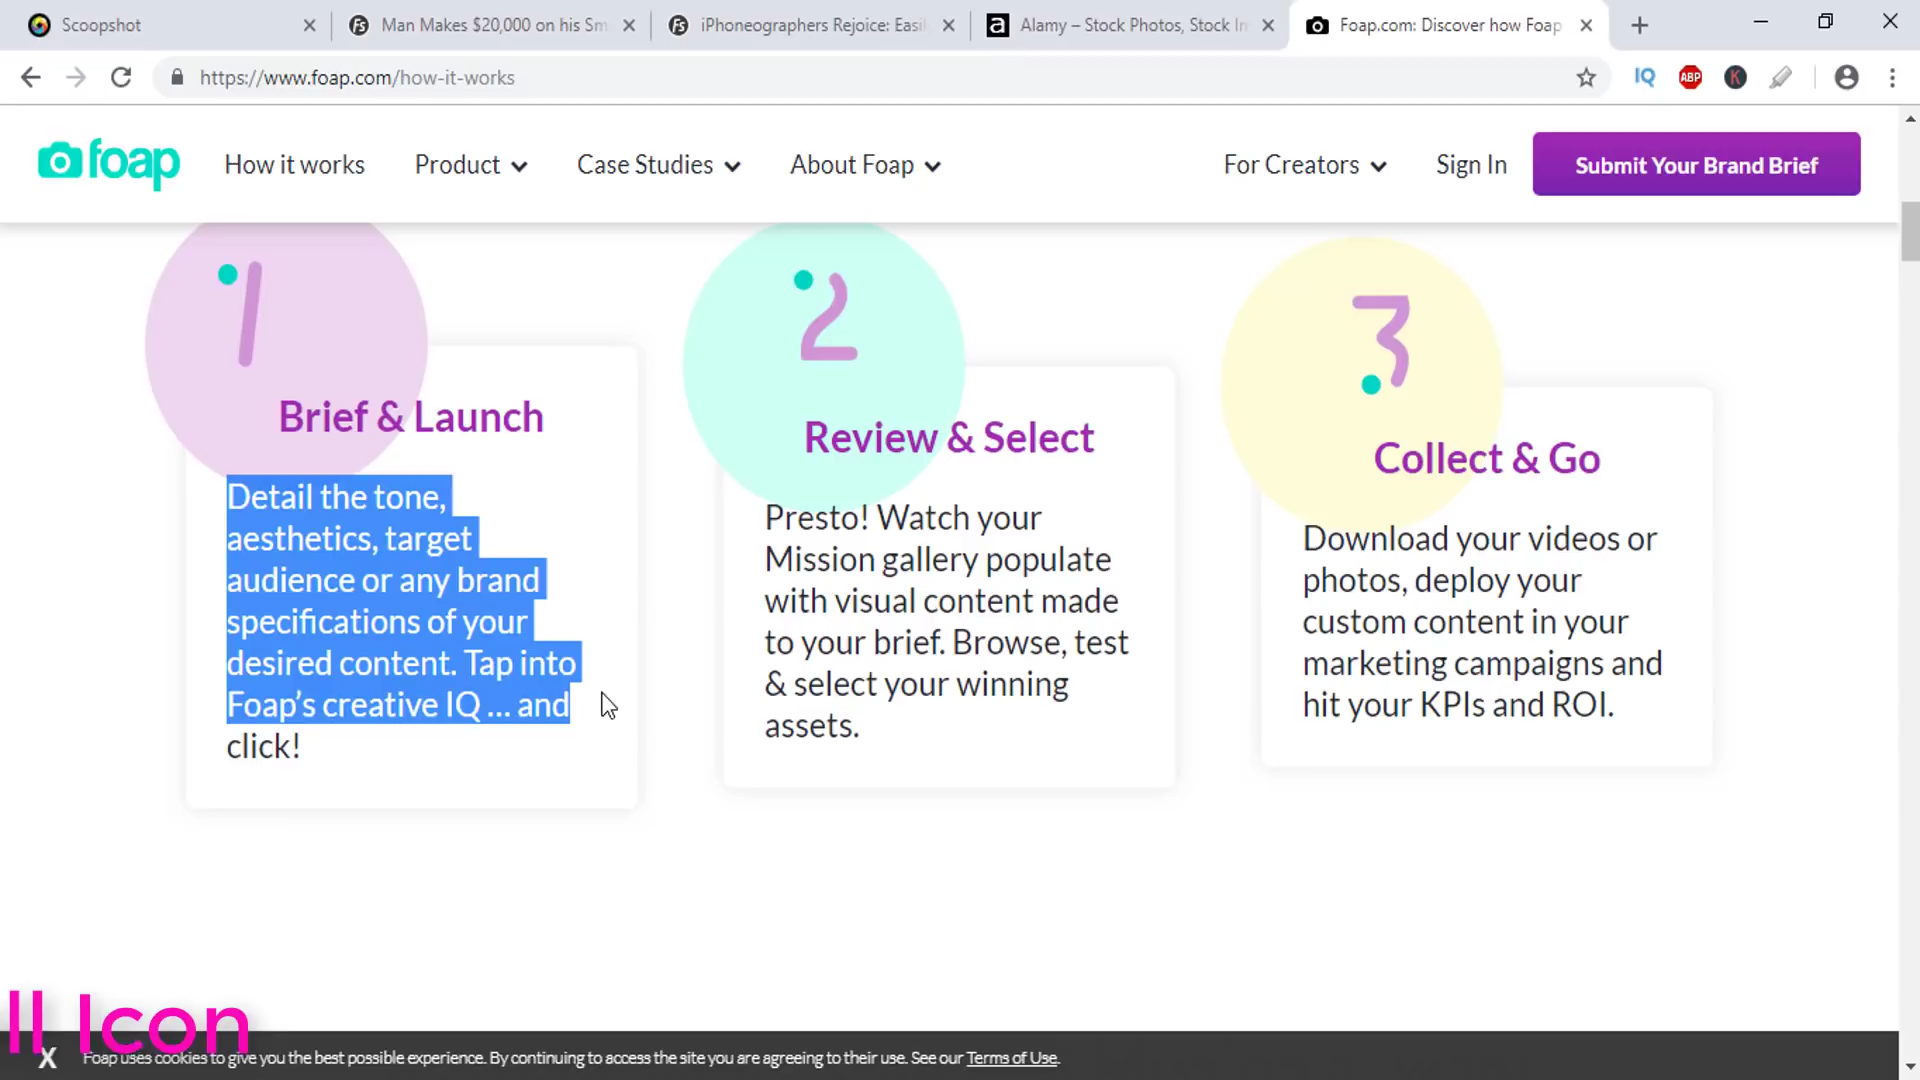 Scoopshot
Man Makes $20,000 on his Sm
iPhoneographers Rejoice: Easil
Alamy – Stock Photos, Stock Im
Foap.com: Discover how Foap
https://www.foap.com/how-it-works
IQ
ABP
K
foap
How it works
Product
Case Studies
About Foap
For Creators
Sign In
Submit Your Brand Brief
1
Brief & Launch
Detail the tone,
aesthetics, target
audience or any brand
specifications of your
desired content. Tap into
Foap’s creative IQ ... and
click!
2
Review & Select
Presto! Watch your
Mission gallery populate
with visual content made
to your brief. Browse, test
& select your winning
assets.
3
Collect & Go
Download your videos or
photos, deploy your
custom content in your
marketing campaigns and
hit your KPIs and ROI.
ll Icon
X
Foap uses cookies to give you the best possible experience. By continuing to access the site you are agreeing to their use. See our Terms of Use.